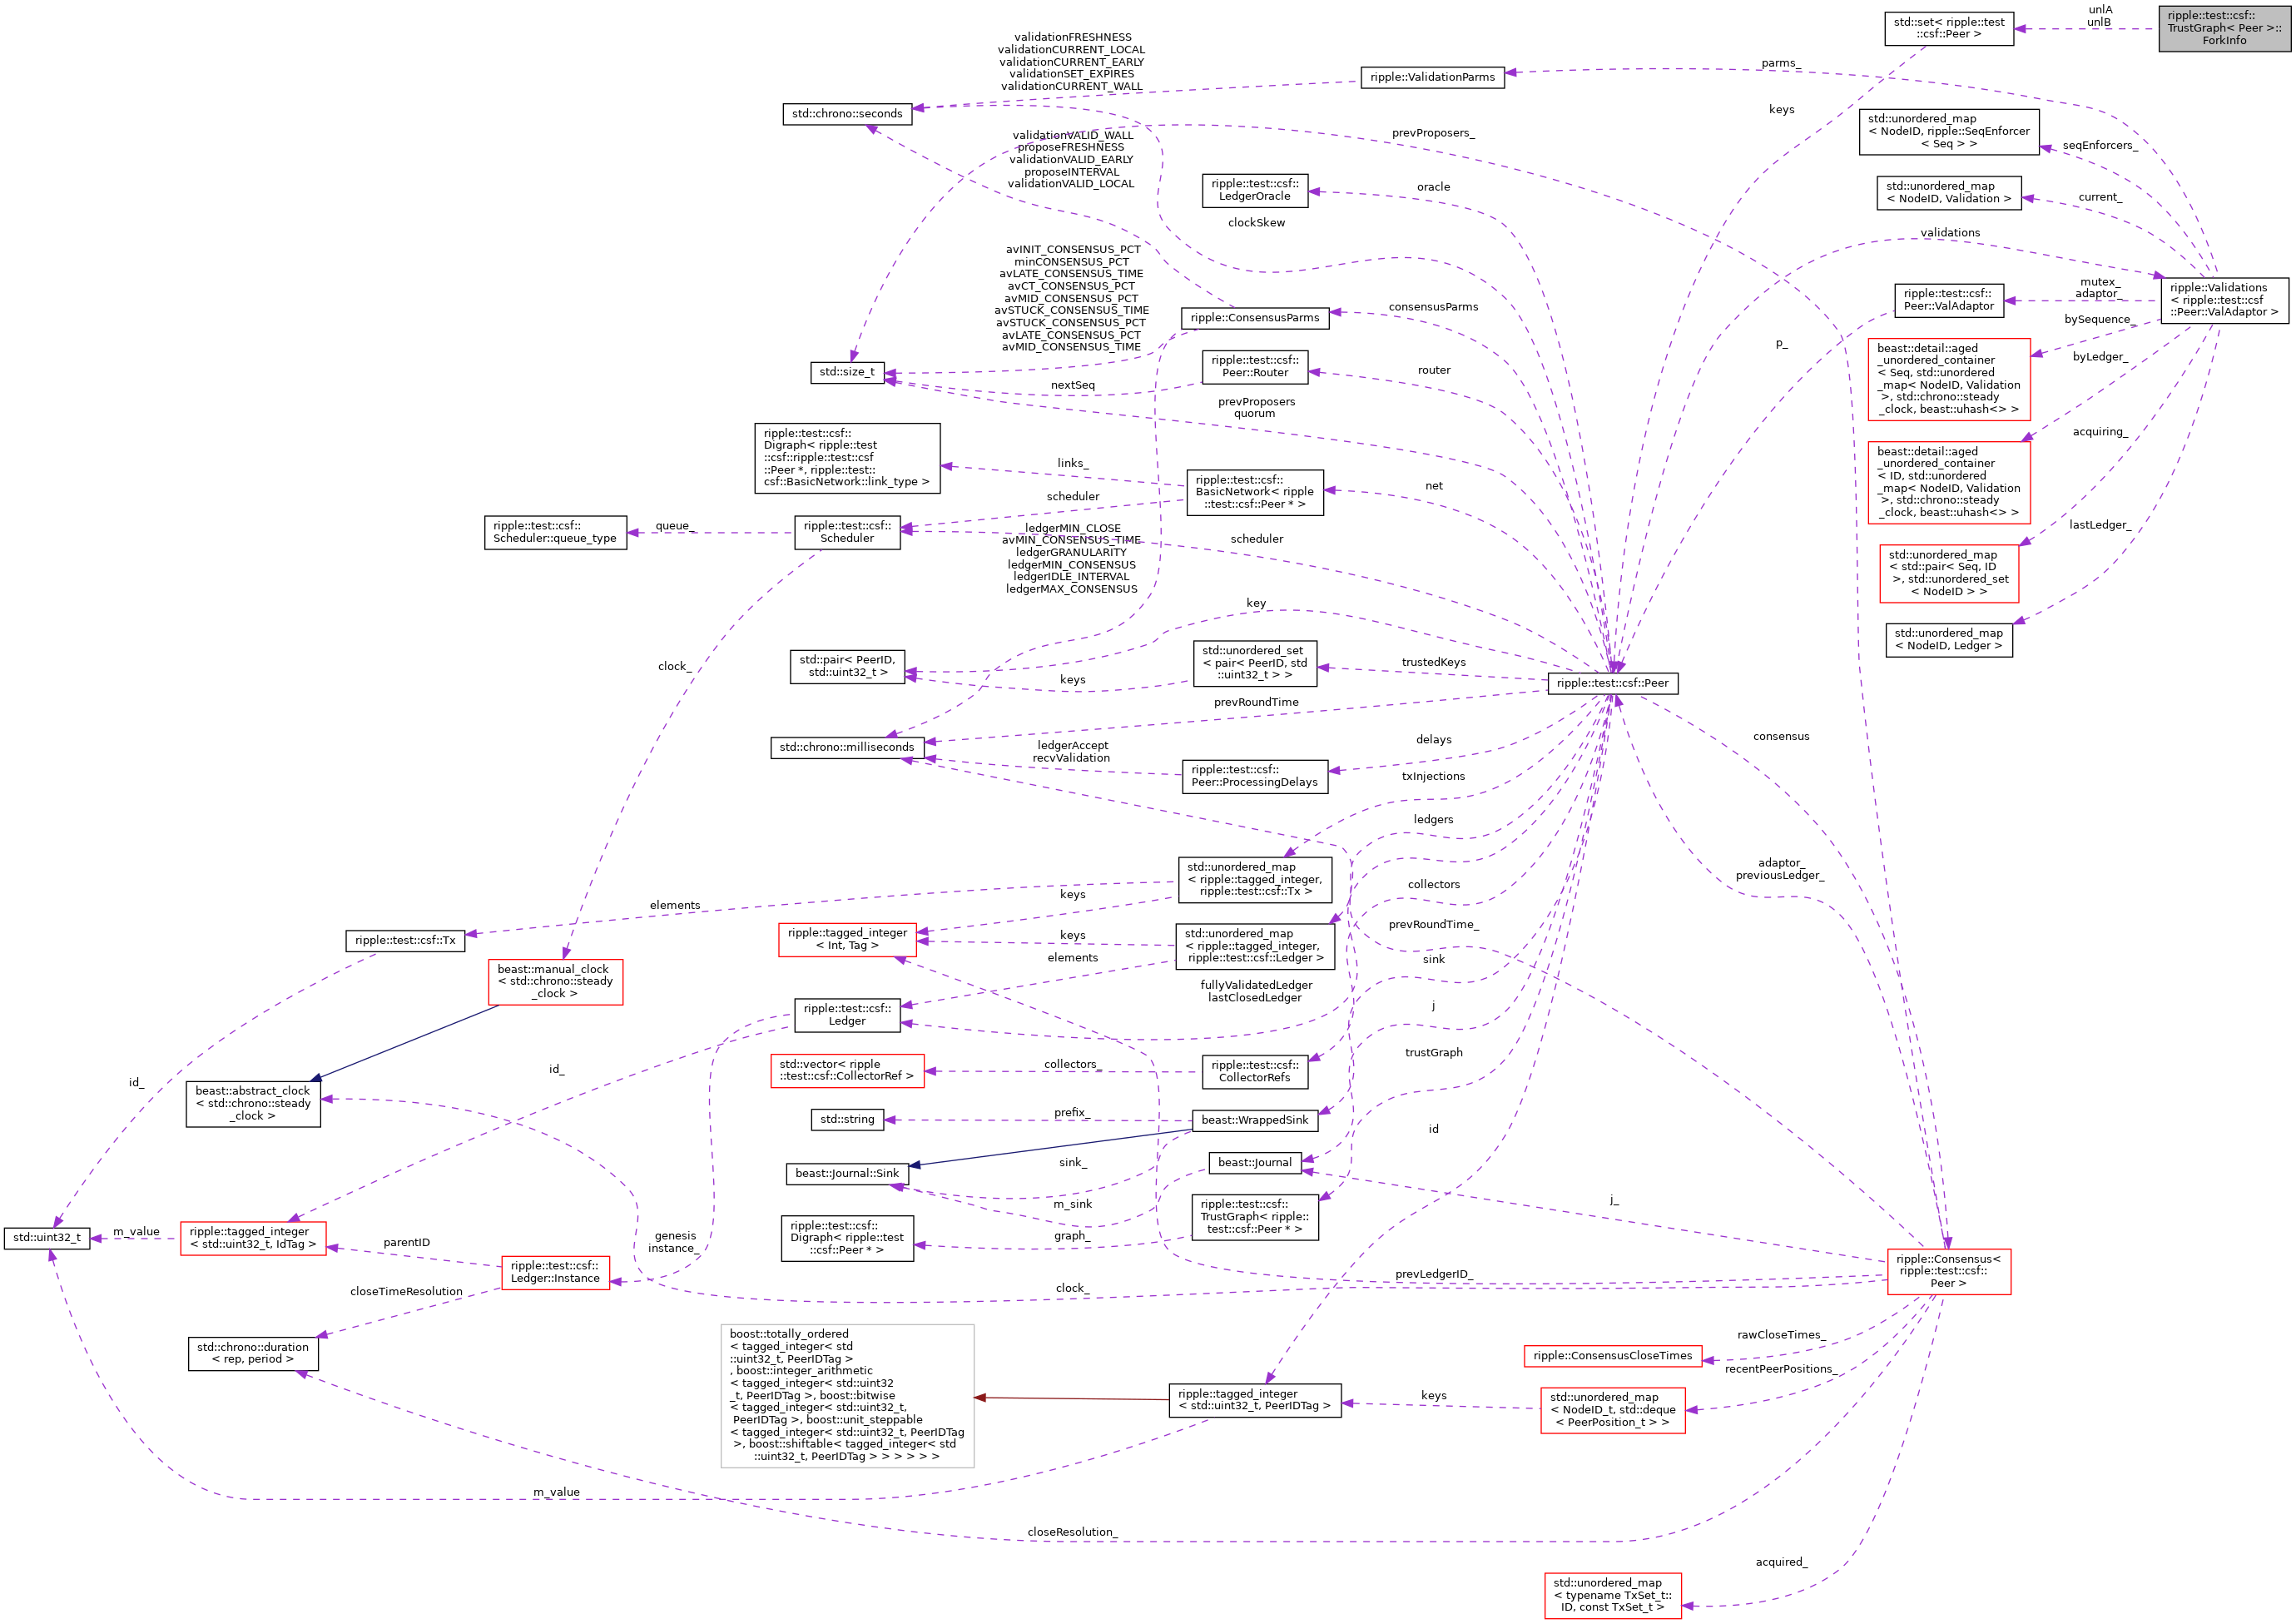 ripple::test::csf::
TrustGraph< Peer >::
ForkInfo
unlA
unlB
std::set< ripple::test
::csf::Peer >
keys
validationFRESHNESS
validationCURRENT_LOCAL
validationCURRENT_EARLY
validationSET_EXPIRES
validationCURRENT_WALL
ripple::ValidationParms
parms_
std::chrono::seconds
validationVALID_WALL
proposeFRESHNESS
validationVALID_EARLY
proposeINTERVAL
validationVALID_LOCAL
prevProposers_
std::unordered_map
< NodeID, ripple::SeqEnforcer
< Seq > >
seqEnforcers_
ripple::test::csf::
LedgerOracle
oracle
clockSkew
std::unordered_map
< NodeID, Validation >
current_
validations
avINIT_CONSENSUS_PCT
minCONSENSUS_PCT
avLATE_CONSENSUS_TIME
avCT_CONSENSUS_PCT
avMID_CONSENSUS_PCT
avSTUCK_CONSENSUS_TIME
avSTUCK_CONSENSUS_PCT
avLATE_CONSENSUS_PCT
avMID_CONSENSUS_TIME
ripple::ConsensusParms
consensusParms
ripple::test::csf::
Peer::ValAdaptor
mutex_
adaptor_
ripple::Validations
< ripple::test::csf
::Peer::ValAdaptor >
p_
bySequence_
std::size_t
nextSeq
ripple::test::csf::
Peer::Router
router
prevProposers
quorum
beast::detail::aged
_unordered_container
< Seq, std::unordered
_map< NodeID, Validation
>, std::chrono::steady
_clock, beast::uhash<> >
byLedger_
ripple::test::csf::
Digraph< ripple::test
::csf::ripple::test::csf
::Peer *, ripple::test::
csf::BasicNetwork::link_type >
links_
scheduler
ripple::test::csf::
BasicNetwork< ripple
::test::csf::Peer * >
net
beast::detail::aged
_unordered_container
< ID, std::unordered
_map< NodeID, Validation
>, std::chrono::steady
_clock, beast::uhash<> >
acquiring_
ripple::test::csf::
Scheduler::queue_type
queue_
ripple::test::csf::
Scheduler
scheduler
ledgerMIN_CLOSE
avMIN_CONSENSUS_TIME
ledgerGRANULARITY
ledgerMIN_CONSENSUS
ledgerIDLE_INTERVAL
ledgerMAX_CONSENSUS
lastLedger_
std::unordered_map
< std::pair< Seq, ID
>, std::unordered_set
< NodeID > >
key
std::unordered_map
< NodeID, Ledger >
clock_
std::pair< PeerID,
std::uint32_t >
keys
std::unordered_set
< pair< PeerID, std
::uint32_t > >
trustedKeys
ripple::test::csf::Peer
prevRoundTime
std::chrono::milliseconds
ledgerAccept
recvValidation
ripple::test::csf::
Peer::ProcessingDelays
delays
consensus
txInjections
ledgers
std::unordered_map
< ripple::tagged_integer,
ripple::test::csf::Tx >
elements
keys
collectors
adaptor_
previousLedger_
ripple::test::csf::Tx
ripple::tagged_integer
< Int, Tag >
keys
elements
std::unordered_map
< ripple::tagged_integer,
ripple::test::csf::Ledger >
prevRoundTime_
sink
beast::manual_clock
< std::chrono::steady
_clock >
fullyValidatedLedger
lastClosedLedger
ripple::test::csf::
Ledger
j
id_
id_
std::vector< ripple
::test::csf::CollectorRef >
collectors_
ripple::test::csf::
CollectorRefs
trustGraph
beast::abstract_clock
< std::chrono::steady
_clock >
std::string
prefix_
beast::WrappedSink
id
beast::Journal::Sink
sink_
beast::Journal
m_sink
j_
ripple::test::csf::
TrustGraph< ripple::
test::csf::Peer * >
std::uint32_t
m_value
ripple::tagged_integer
< std::uint32_t, IdTag >
parentID
genesis
instance_
ripple::test::csf::
Digraph< ripple::test
::csf::Peer * >
graph_
ripple::test::csf::
Ledger::Instance
prevLedgerID_
clock_
ripple::Consensus<
ripple::test::csf::
Peer >
closeTimeResolution
std::chrono::duration
< rep, period >
boost::totally_ordered
< tagged_integer< std
::uint32_t, PeerIDTag >
, boost::integer_arithmetic
< tagged_integer< std::uint32
_t, PeerIDTag >, boost::bitwise
< tagged_integer< std::uint32_t,
PeerIDTag >, boost::unit_steppable
< tagged_integer< std::uint32_t, PeerIDTag
>, boost::shiftable< tagged_integer< std
::uint32_t, PeerIDTag > > > > > >
ripple::tagged_integer
< std::uint32_t, PeerIDTag >
keys
rawCloseTimes_
ripple::ConsensusCloseTimes
recentPeerPositions_
std::unordered_map
< NodeID_t, std::deque
< PeerPosition_t > >
m_value
closeResolution_
acquired_
std::unordered_map
< typename TxSet_t::
ID, const TxSet_t >